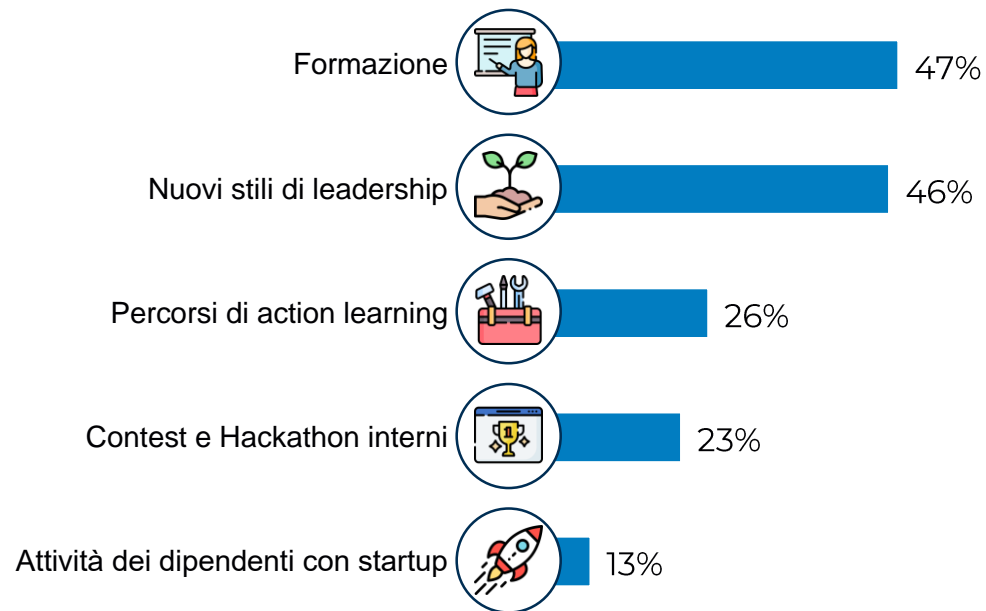 Formazione 47%
Nuovi stili di leadership 46%
Percorsi di action learning 26%
Contest e Hackathon interni 23%
Attività dei dipendenti con startup 13%